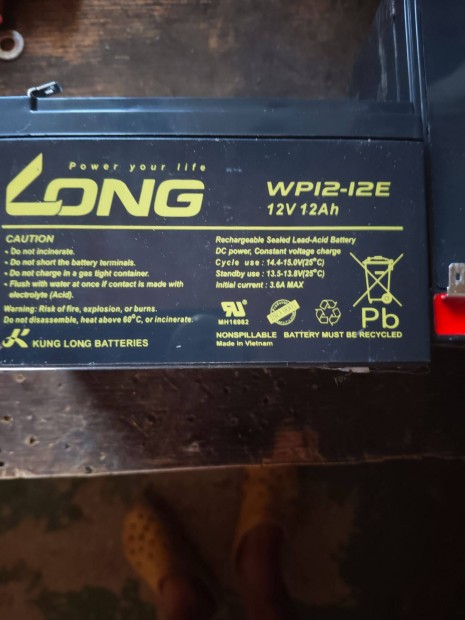 Power your life
LONG
WP12-12E
12V 12Ah
CAUTION
- Do not incinerate.
- Do not short the battery terminals.
- Do not charge in a gas tight container.
- Flush with water at once if contact is made with
electrolyte (Acid).
Warning: Risk of fire, explosion, or burns.
Do not disassemble, heat above 60°C, or incinerate.
KUNG LONG BATTERIES
Rechargeable Sealed Lead-Acid Battery
DC power, Constant voltage charge
Cycle use : 14.4-15.0V(25°C)
Standby use : 13.5-13.8V(25°C)
Initial current : 3.6A MAX
MH16982
Pb
NONSPILLABLE BATTERY MUST BE RECYCLED
Made in Vietnam